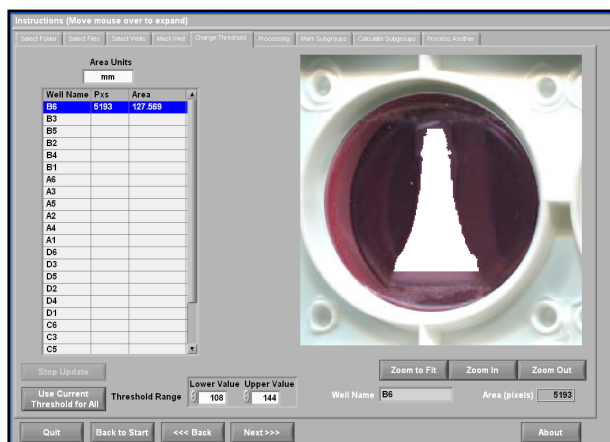 Instructions (Move mouse over to expand)
Select Folder Select Files Select Wells Mask Well Change Threshold Processing Mark Subgroups Calculate Subgroups Process Another
Area Units
mm
Well Name Pxs Area
B6 5193 127.569
B3
B5
B2
B4
B1
A6
A3
A5
A2
A4
A1
D6
D3
D5
D2
D4
D1
C6
C3
C5
Stop Update
Use Current Threshold for All
Threshold Range
Lower Value Upper Value
108 144
Zoom to Fit Zoom In Zoom Out
Well Name B6 Area (pixels) 5193
Quit Back to Start <<< Back Next>>> About